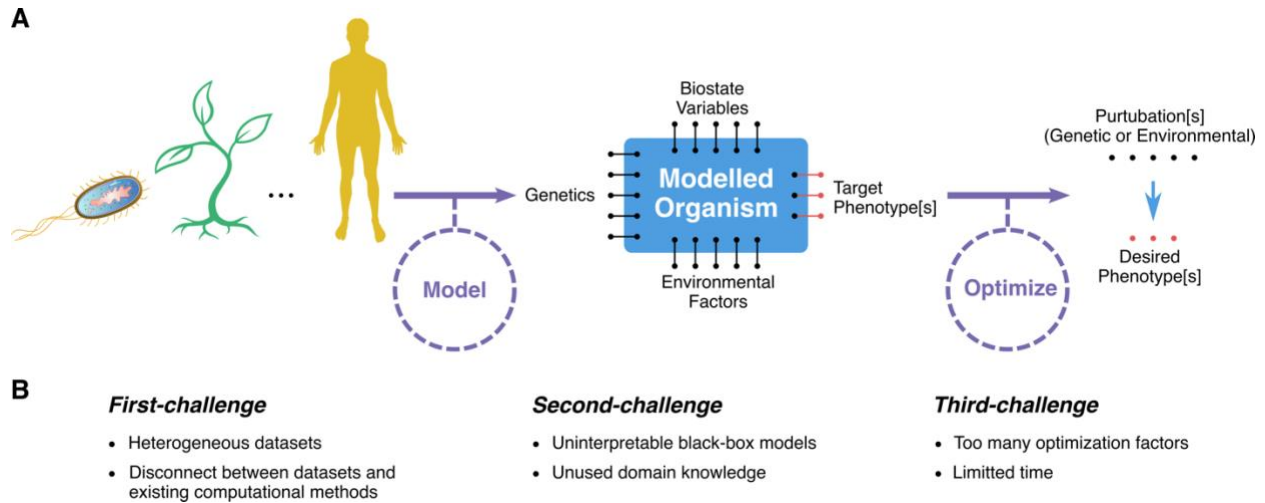 A
Biostate
Variables
Genetics
Modelled
Organism
Target
Phenotype[s]
Environmental
Factors
Model
Optimize
Purtubation[s]
(Genetic or Environmental)
Desired
Phenotype[s]
B
First-challenge
• Heterogeneous datasets
• Disconnect between datasets and
existing computational methods
Second-challenge
• Uninterpretable black-box models
• Unused domain knowledge
Third-challenge
• Too many optimization factors
• Limitted time